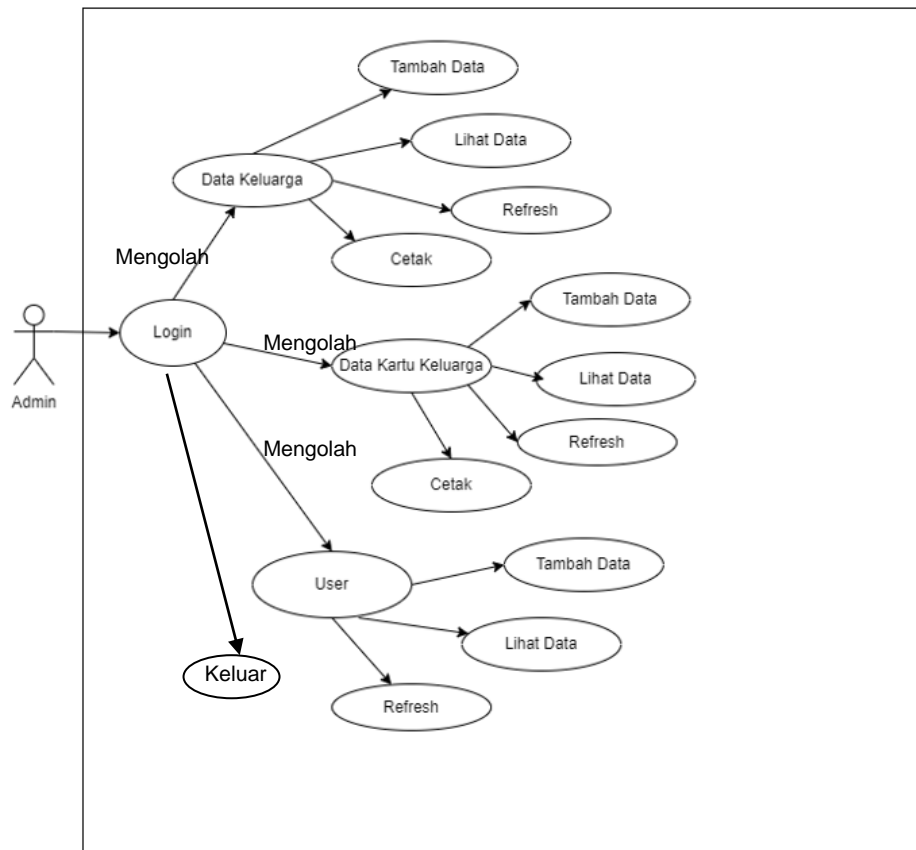 Tambah Data
Lihat Data
Data Keluarga
Refresh
Mengolah
Cetak
Tambah Data
Login
Mengolah
Data Kartu Keluarga
Lihat Data
Admin
Refresh
Mengolah
Cetak
Tambah Data
User
Lihat Data
Keluar
Refresh